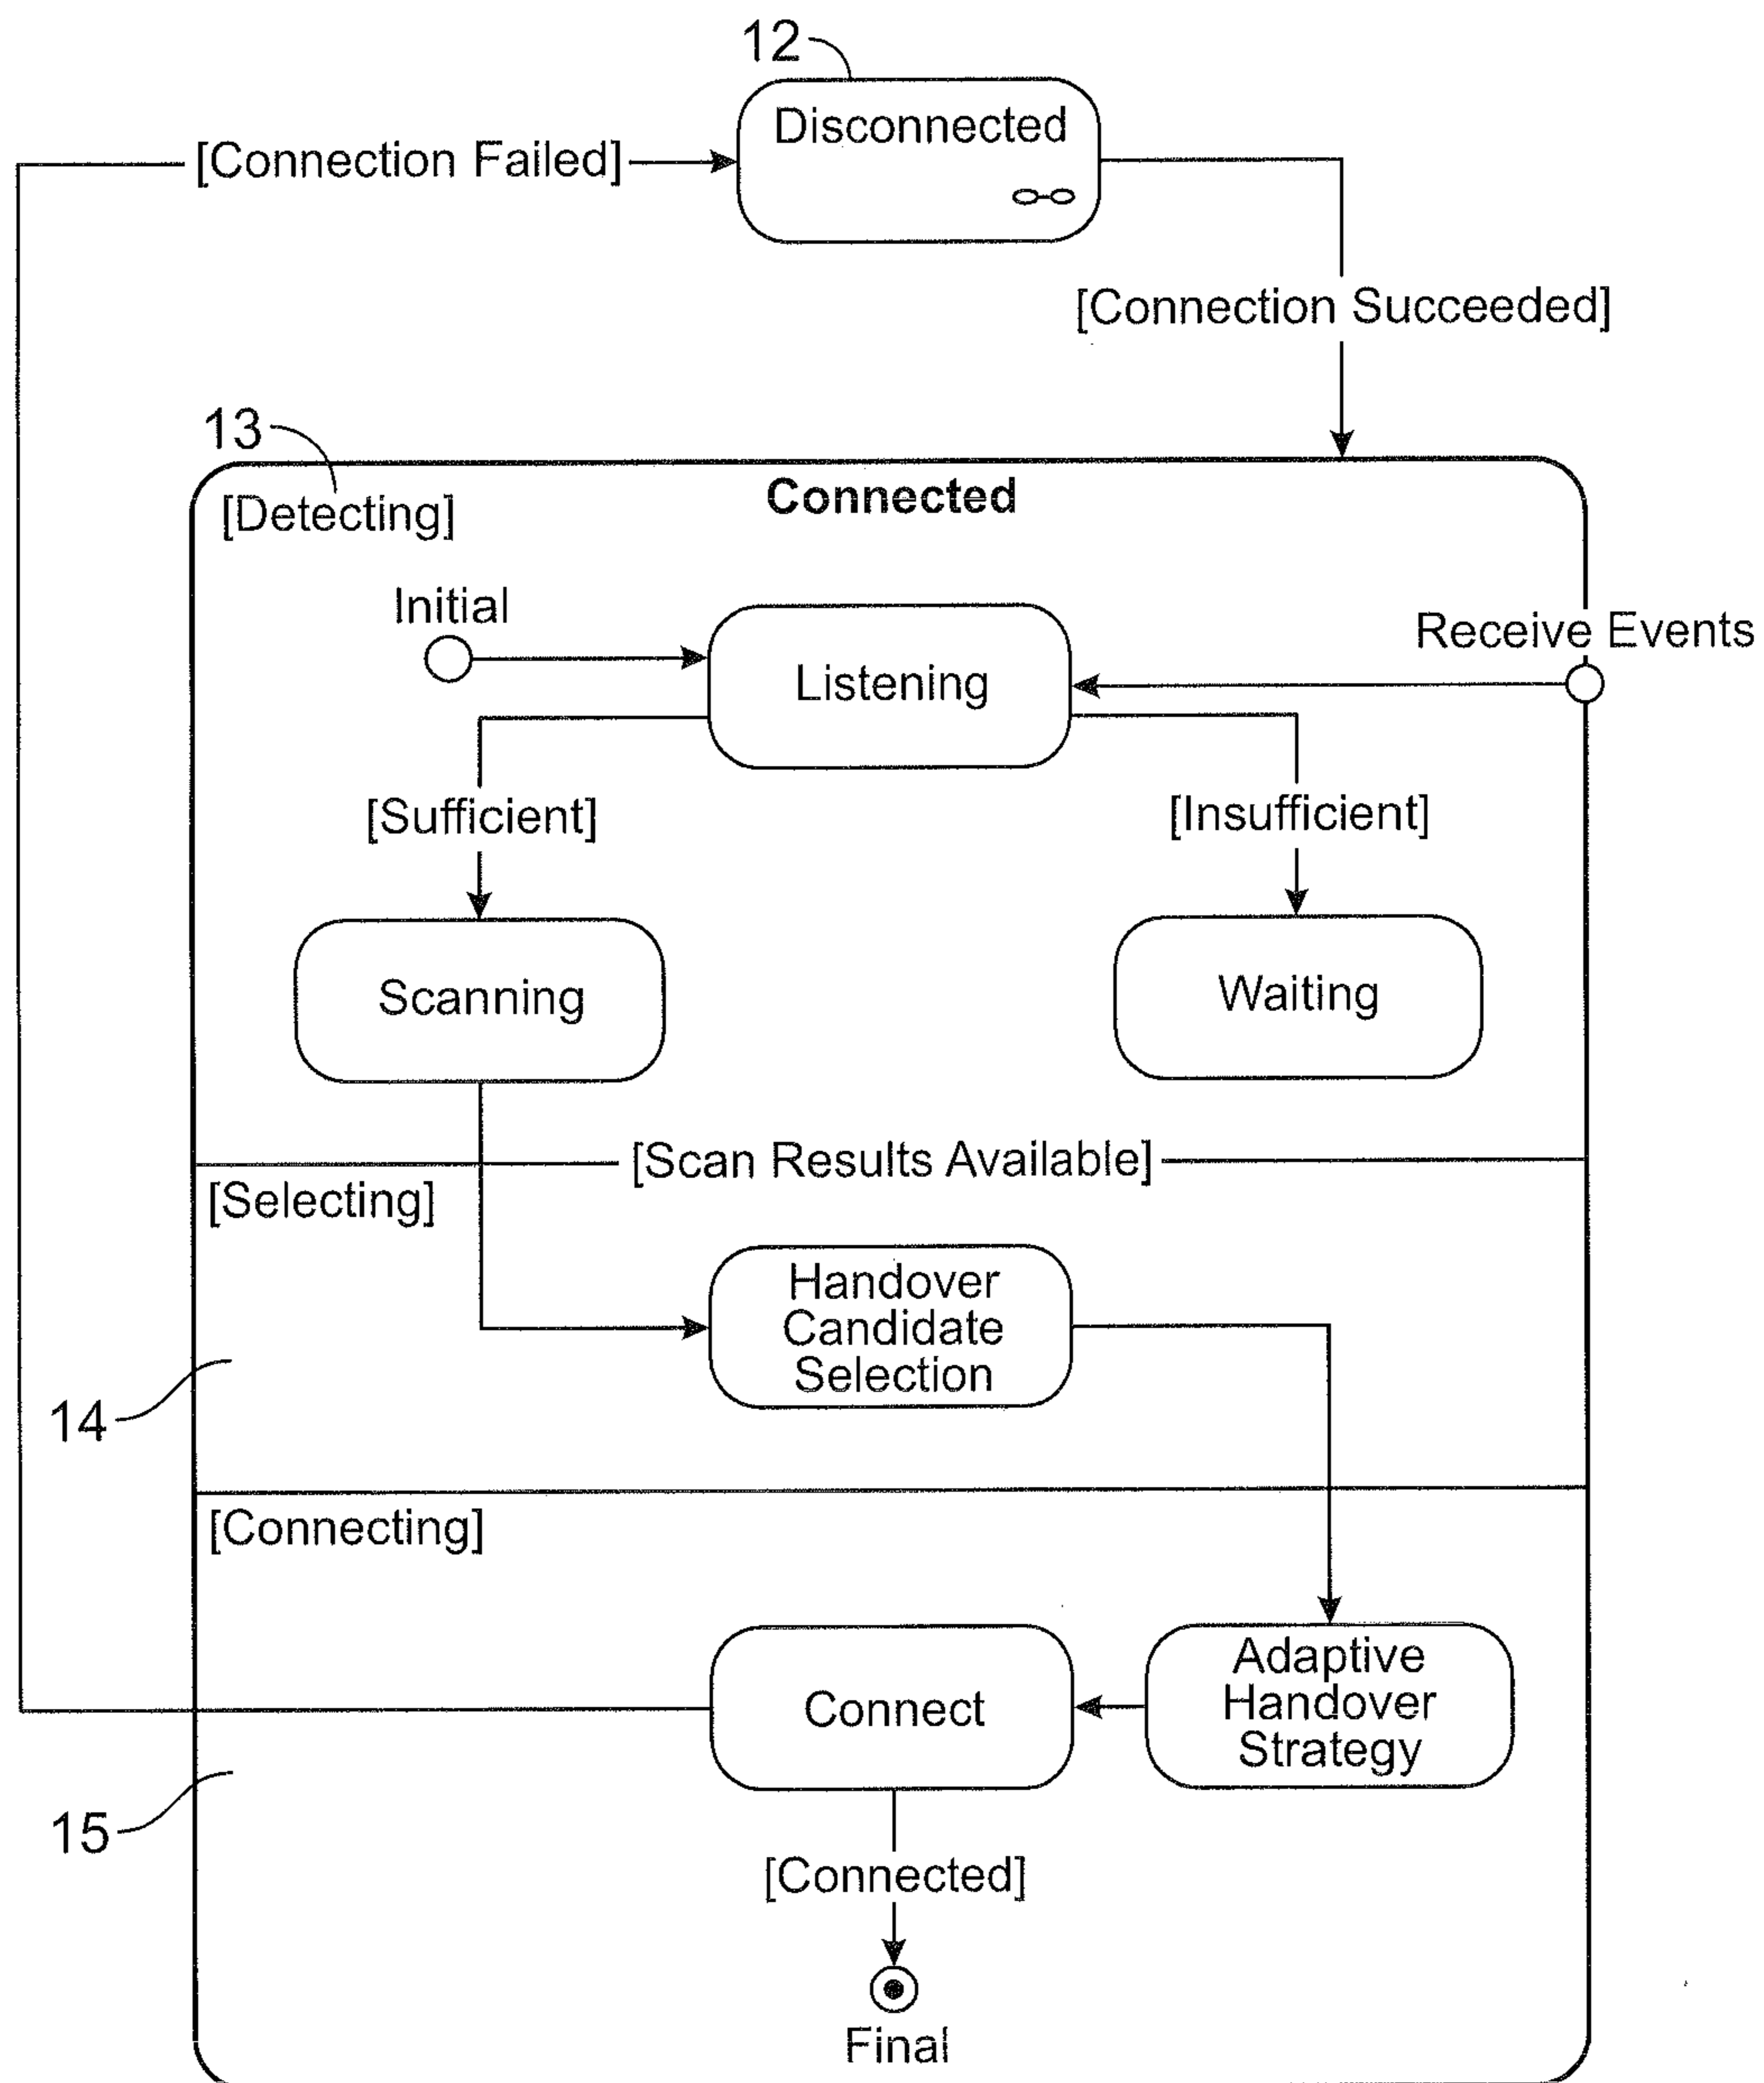 12
Disconnected
[Connection Failed]
[Connection Succeeded]
13
[Detecting]
Connected
Initial
Receive Events
Listening
[Sufficient]
[Insufficient]
Scanning
Waiting
[Scan Results Available]
[Selecting]
Handover
Candidate
Selection
14
[Connecting]
Adaptive
Handover
Strategy
Connect
15
[Connected]
Final